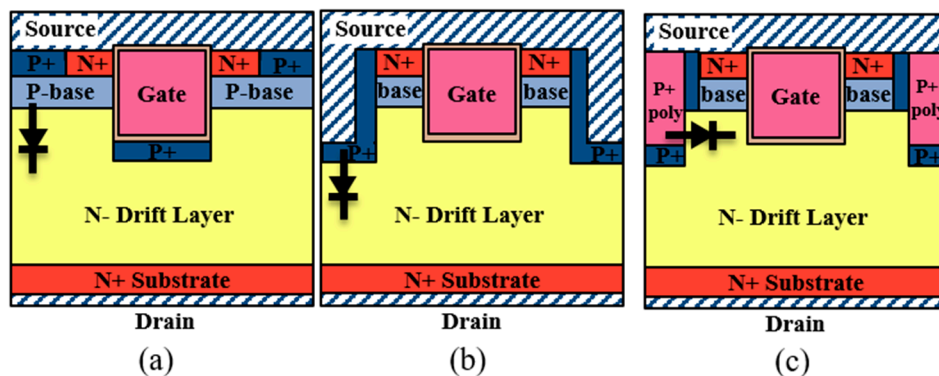 Source
P+ N+ N+ P+
P-base Gate P-base
P+
N- Drift Layer
N+ Substrate
Drain
(a)
Source
N+ N+
base Gate base
P+ P+
N- Drift Layer
N+ Substrate
Drain
(b)
Source
N+ N+
P+
poly
base Gate base
P+
poly
P+ P+
N- Drift Layer
N+ Substrate
Drain
(c)